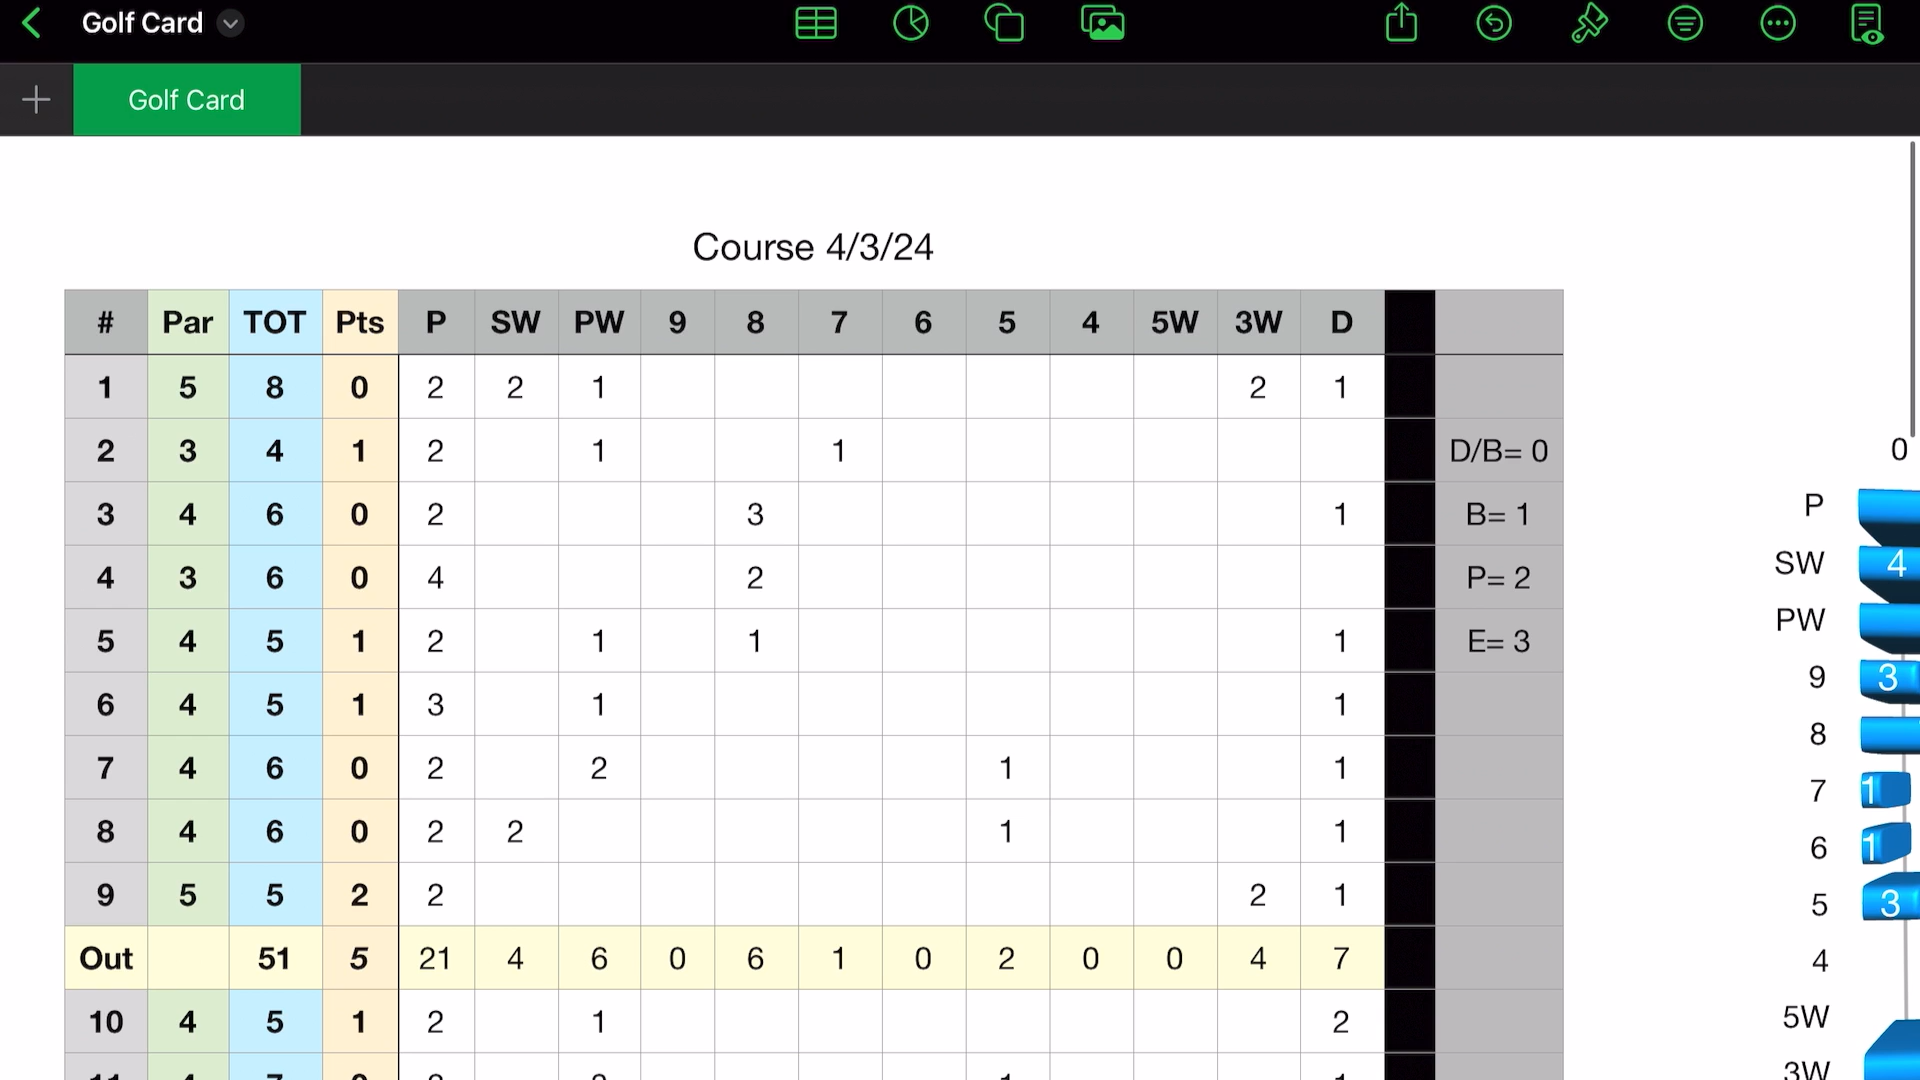 Golf Card
Golf Card
Course 4/3/24
# Par TOT Pts P SW PW 9 8 7 6 5 4 5W 3W D
1 5 8 0 2 2 1 2 1
2 3 4 1 2 1 1 D/B= 0
3 4 6 0 2 3 1 B= 1
4 3 6 0 4 2 P= 2
5 4 5 1 2 1 1 1 E= 3
6 4 5 1 3 1 1
7 4 6 0 2 2 1 1
8 4 6 0 2 2 1 1
9 5 5 2 2 2 1
Out 51 5 21 4 6 0 6 1 0 2 0 0 4 7
10 4 5 1 2 1 2
0
P
SW 4
PW
9 3
8
7 1
6 1
5 3
4
5W
3W